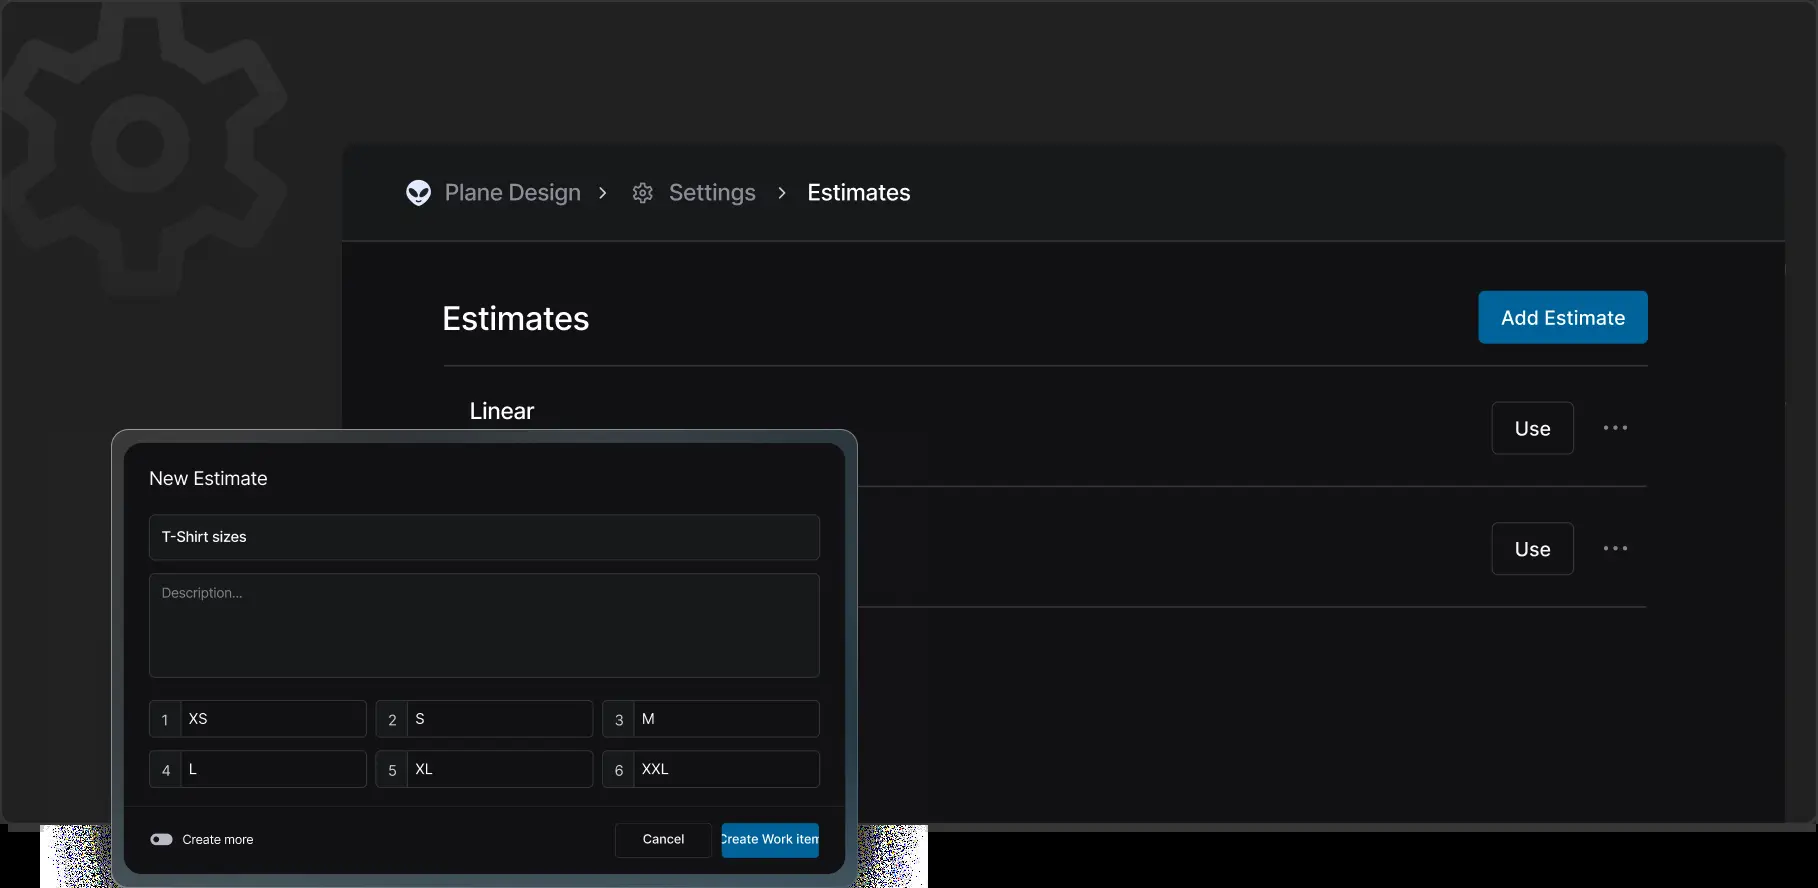 Plane Design > Settings > Estimates
Estimates
Add Estimate
Linear
Use
Use
New Estimate
T-Shirt sizes
Description...
1 XS
2 S
3 M
4 L
5 XL
6 XXL
Create more
Cancel
Create Work item